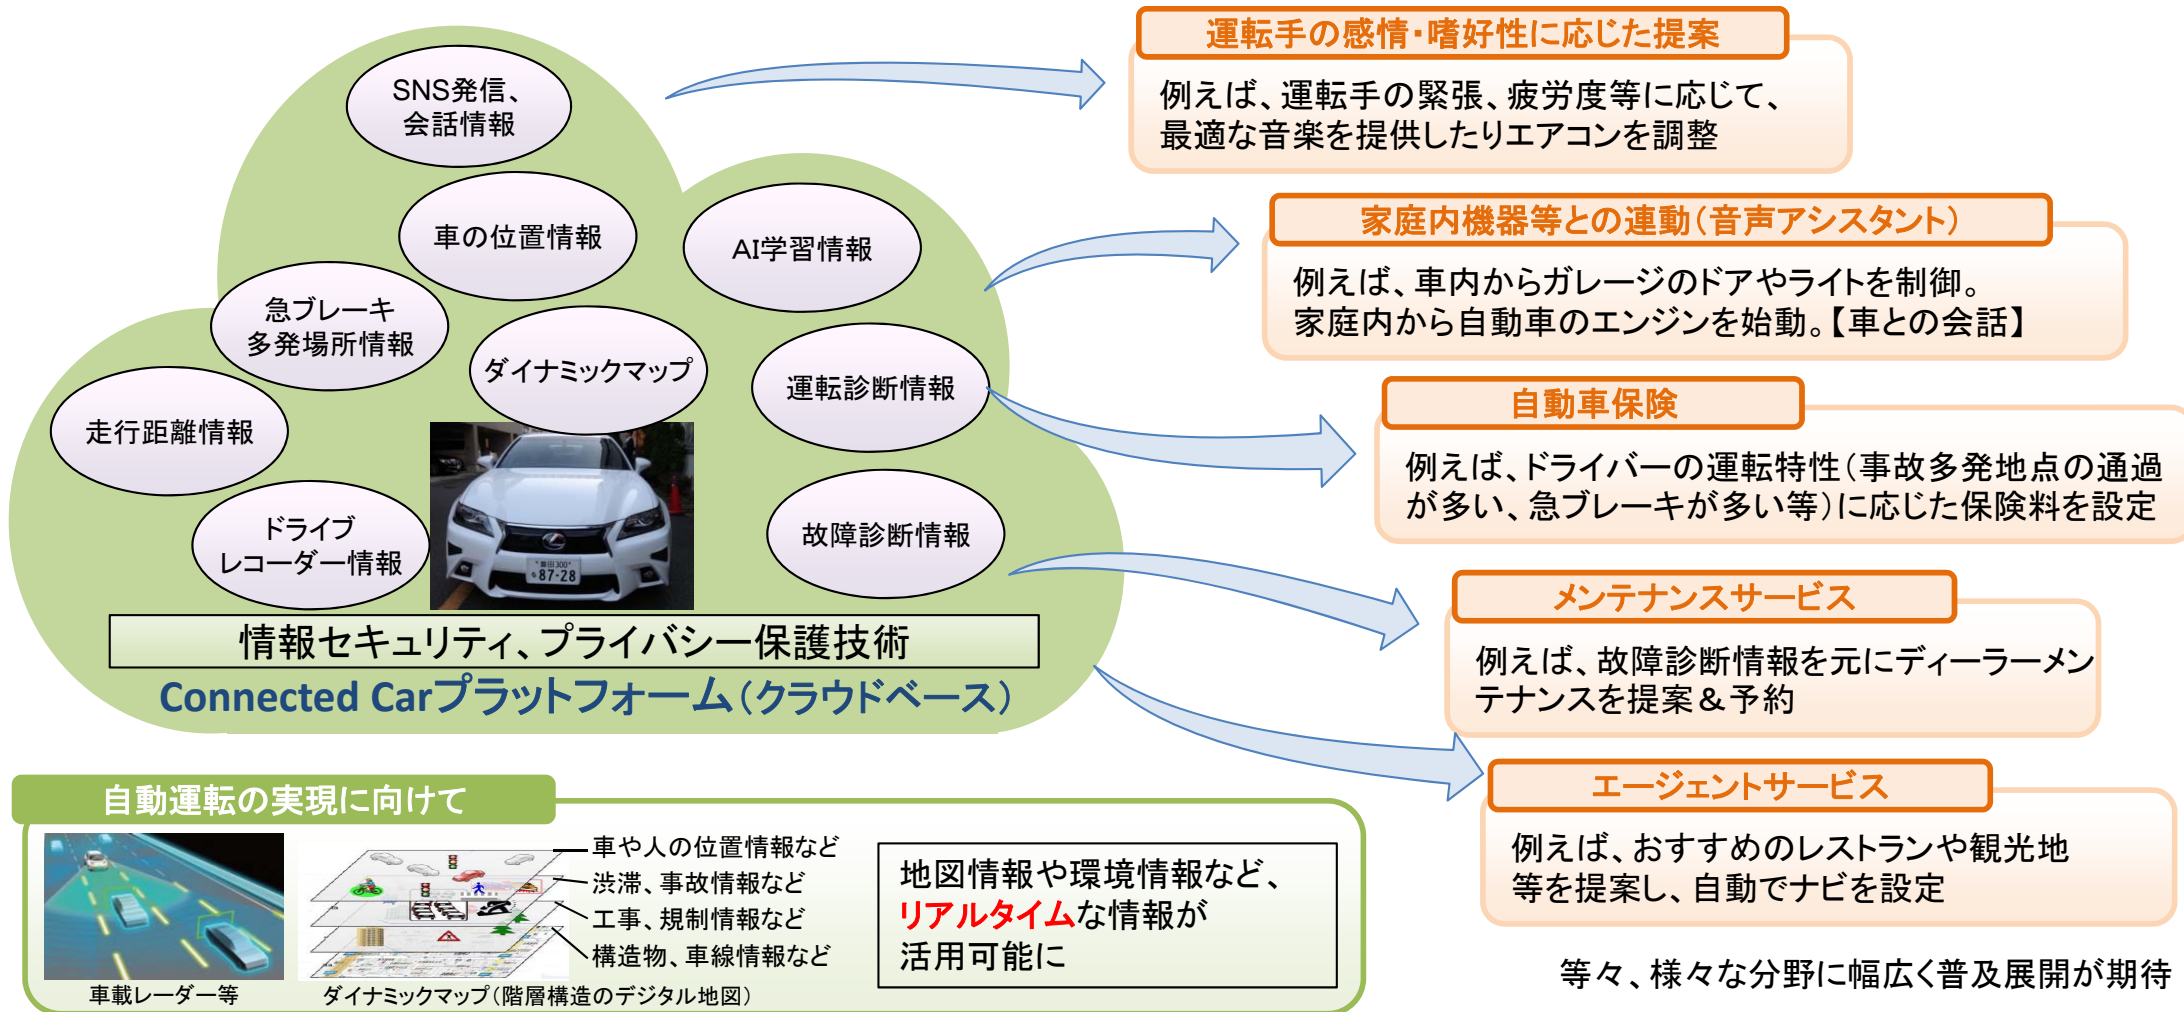 SNS発信、
会話情報
車の位置情報
AI学習情報
急ブレーキ
多発場所情報
ダイナミックマップ
運転診断情報
走行距離情報
ドライブ
レコーダー情報
故障診断情報
87-28
情報セキュリティ、プライバシー保護技術
Connected Carプラットフォーム（クラウドベース）
運転手の感情・嗜好性に応じた提案
例えば、運転手の緊張、疲労度等に応じて、
最適な音楽を提供したりエアコンを調整
家庭内機器等との連動（音声アシスタント）
例えば、車内からガレージのドアやライトを制御。
家庭内から自動車のエンジンを始動。【車との会話】
自動車保険
例えば、ドライバーの運転特性（事故多発地点の通過
が多い、急ブレーキが多い等）に応じた保険料を設定
メンテナンスサービス
例えば、故障診断情報を元にディーラーメン
テナンスを提案＆予約
エージェントサービス
例えば、おすすめのレストランや観光地
等を提案し、自動でナビを設定
等々、様々な分野に幅広く普及展開が期待
自動運転の実現に向けて
車載レーダー等
車や人の位置情報など
渋滞、事故情報など
工事、規制情報など
構造物、車線情報など
ダイナミックマップ（階層構造のデジタル地図）
地図情報や環境情報など、
リアルタイムな情報が
活用可能に